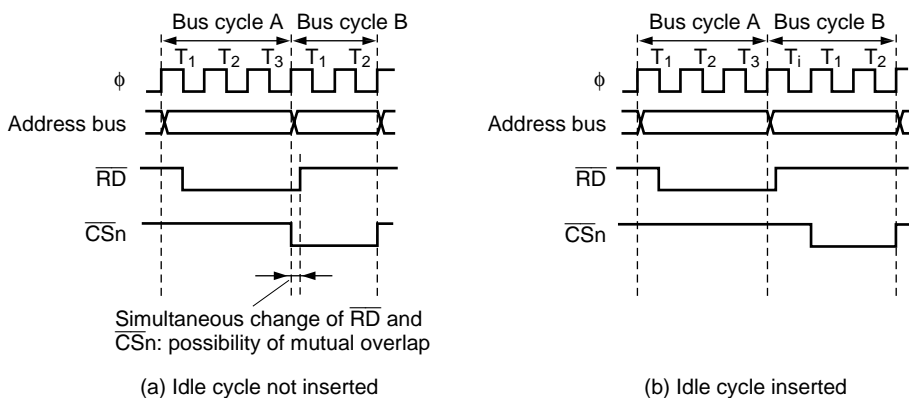 Bus cycle A Bus cycle B
T1 T2 T3 T1 T2
φ
Address bus
RD
CSn
Simultaneous change of RD and
CSn: possibility of mutual overlap
(a) Idle cycle not inserted
Bus cycle A Bus cycle B
T1 T2 T3 Ti T1 T2
φ
Address bus
RD
CSn
(b) Idle cycle inserted